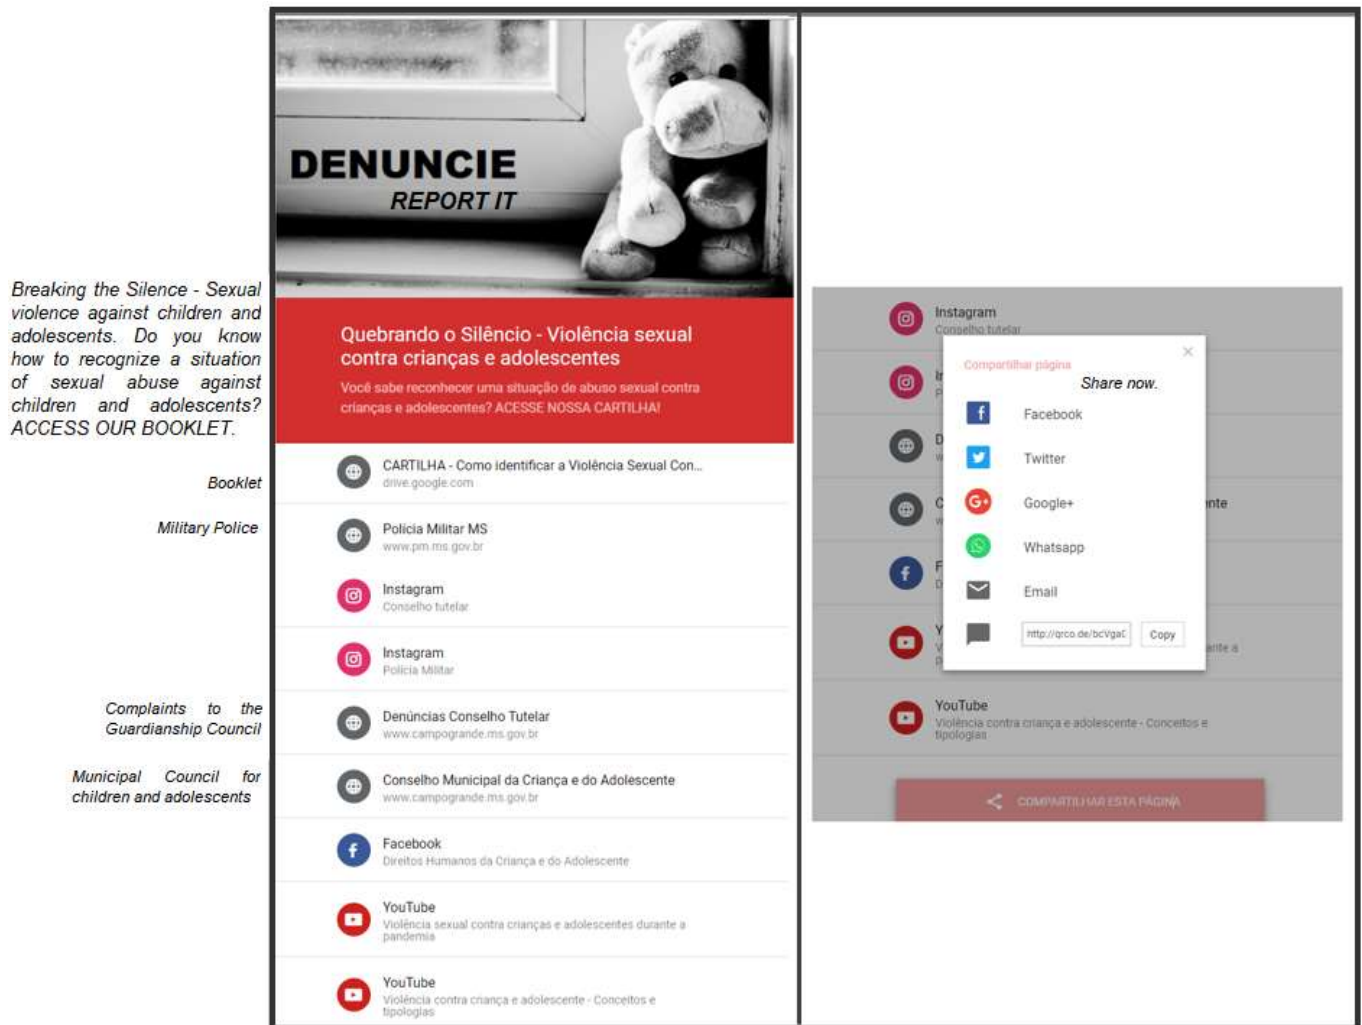 DENUNCIE
REPORT IT
Breaking the Silence - Sexual
violence against children and
adolescents. Do you know
how to recognize a situation
of sexual abuse against
children and adolescents?
ACCESS OUR BOOKLET.
Quebrando o Silêncio - Violência sexual
contra crianças e adolescentes
Você sabe reconhecer uma situação de abuso sexual contra
crianças e adolescentes? ACESSE NOSSA CARTILHA!
Booklet
CARTILHA - Como identificar a Violência Sexual Con...
drive.google.com
Military Police
Polícia Militar MS
www.pm.ms.gov.br
Instagram
Conselho tutelar
Instagram
Polícia Militar
Complaints to the
Guardianship Council
Denúncias Conselho Tutelar
www.campogrande.ms.gov.br
Municipal Council for
children and adolescents
Conselho Municipal da Criança e do Adolescente
www.campogrande.ms.gov.br
Facebook
Direitos Humanos da Criança e do Adolescente
YouTube
Violência sexual contra crianças e adolescentes durante a
pandemia
YouTube
Violência contra criança e adolescente - Conceitos e
tipologias
Instagram
Conselho tutelar
Compartilhar página
Share now.
Facebook
Twitter
Google+
Whatsapp
Email
http://qrco.de/bcVga
Copy
YouTube
Violência contra criança e adolescente - Conceitos e
tipologias
COMPARTILHAR ESTA PÁGINA